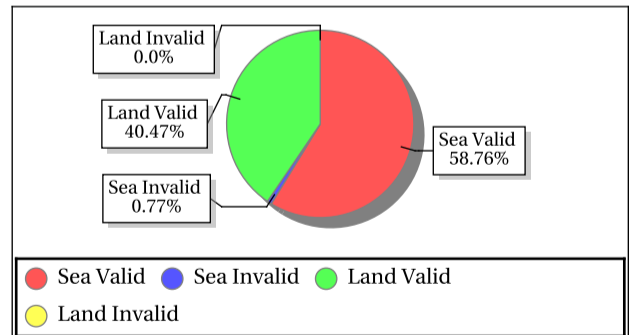 Land Invalid
0.0%
Land Valid
40.47%
Sea Invalid
0.77%
Sea Valid
58.76%
Sea Valid
Sea Invalid
Land Valid
Land Invalid